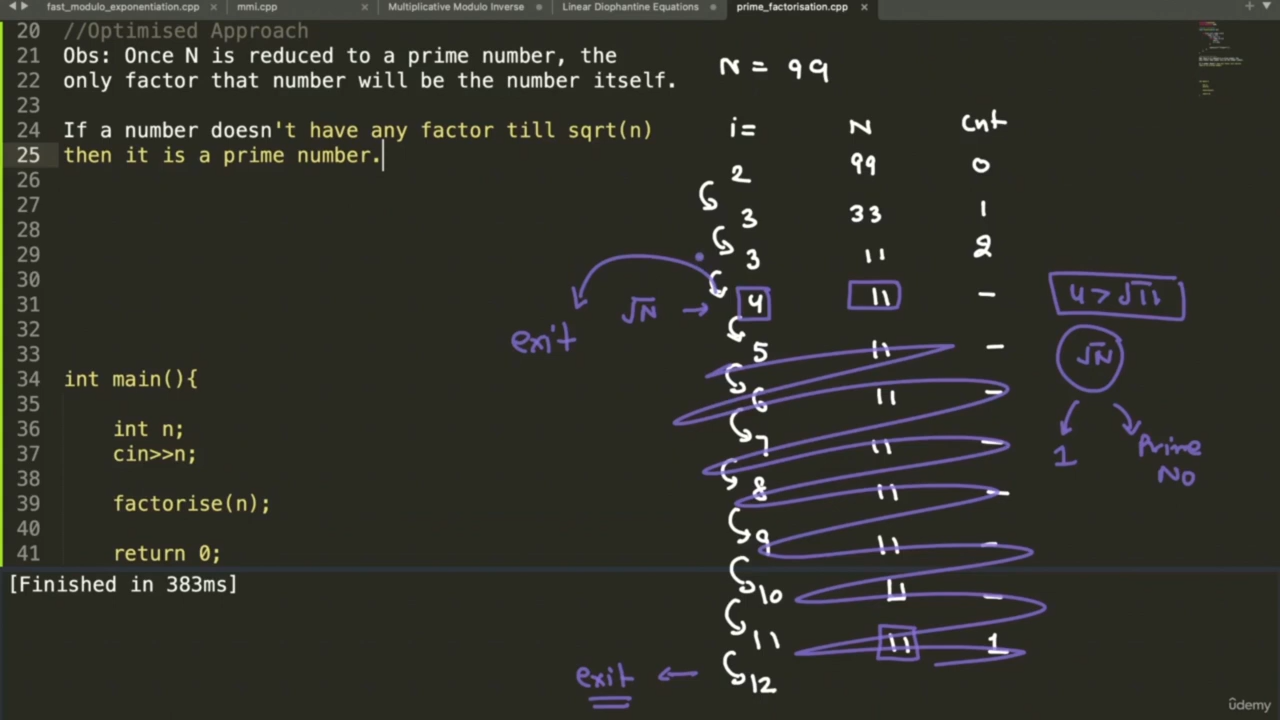 fast_modulo_exponentiation.cpp mmi.cpp Multiplicative Modulo Inverse Linear Diophantine Equations prime_factorisation.cpp
20 //Optimised Approach
21 Obs: Once N is reduced to a prime number, the
22 only factor that number will be the number itself.
23
24 If a number doesn't have any factor till sqrt(n)
25 then it is a prime number.
26
27
28
29
30
31
32
33
34 int main(){
35
36 int n;
37 cin>>n;
38
39 factorise(n);
40
41 return 0;
[Finished in 383ms]
N = 99
i= N Cnt
2 99 0
3 33 1
3 11 2
exit √N → 4 11 - 4 > √11
5 11 -
√N
6 11 -
1 Prime No
7 11 -
8 11 -
9 11 -
10 11 -
11 11 1
exit ← 12
ûdemy